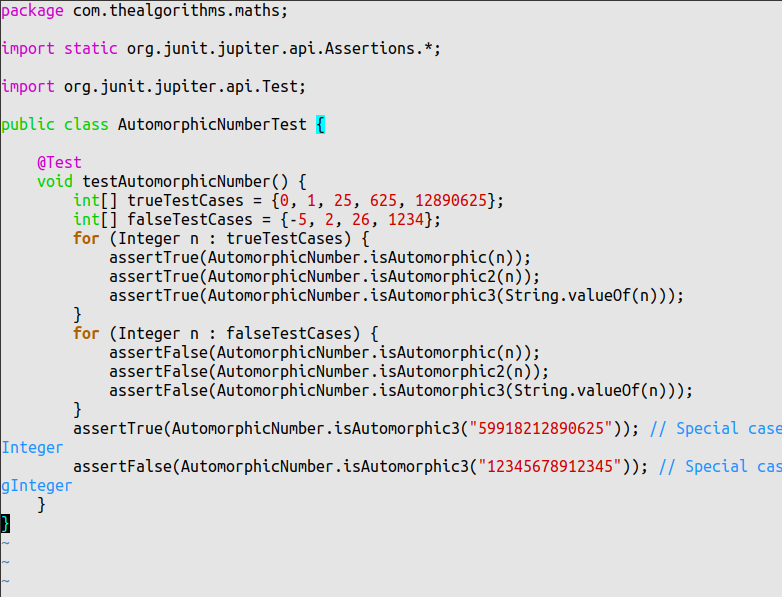 package com.thealgorithms.maths;
import static org.junit.jupiter.api.Assertions.*;
import org.junit.jupiter.api.Test;
public class AutomorphicNumberTest {
@Test
void testAutomorphicNumber() {
int[] trueTestCases = {0, 1, 25, 625, 12890625};
int[] falseTestCases = {-5, 2, 26, 1234};
for (Integer n : trueTestCases) {
assertTrue(AutomorphicNumber.isAutomorphic(n));
assertTrue(AutomorphicNumber.isAutomorphic2(n));
assertTrue(AutomorphicNumber.isAutomorphic3(String.valueOf(n)));
}
for (Integer n : falseTestCases) {
assertFalse(AutomorphicNumber.isAutomorphic(n));
assertFalse(AutomorphicNumber.isAutomorphic2(n));
assertFalse(AutomorphicNumber.isAutomorphic3(String.valueOf(n)));
}
assertTrue(AutomorphicNumber.isAutomorphic3("59918212890625")); // Special case
Integer
assertFalse(AutomorphicNumber.isAutomorphic3("12345678912345")); // Special cas
gInteger
}
}
~
~
~